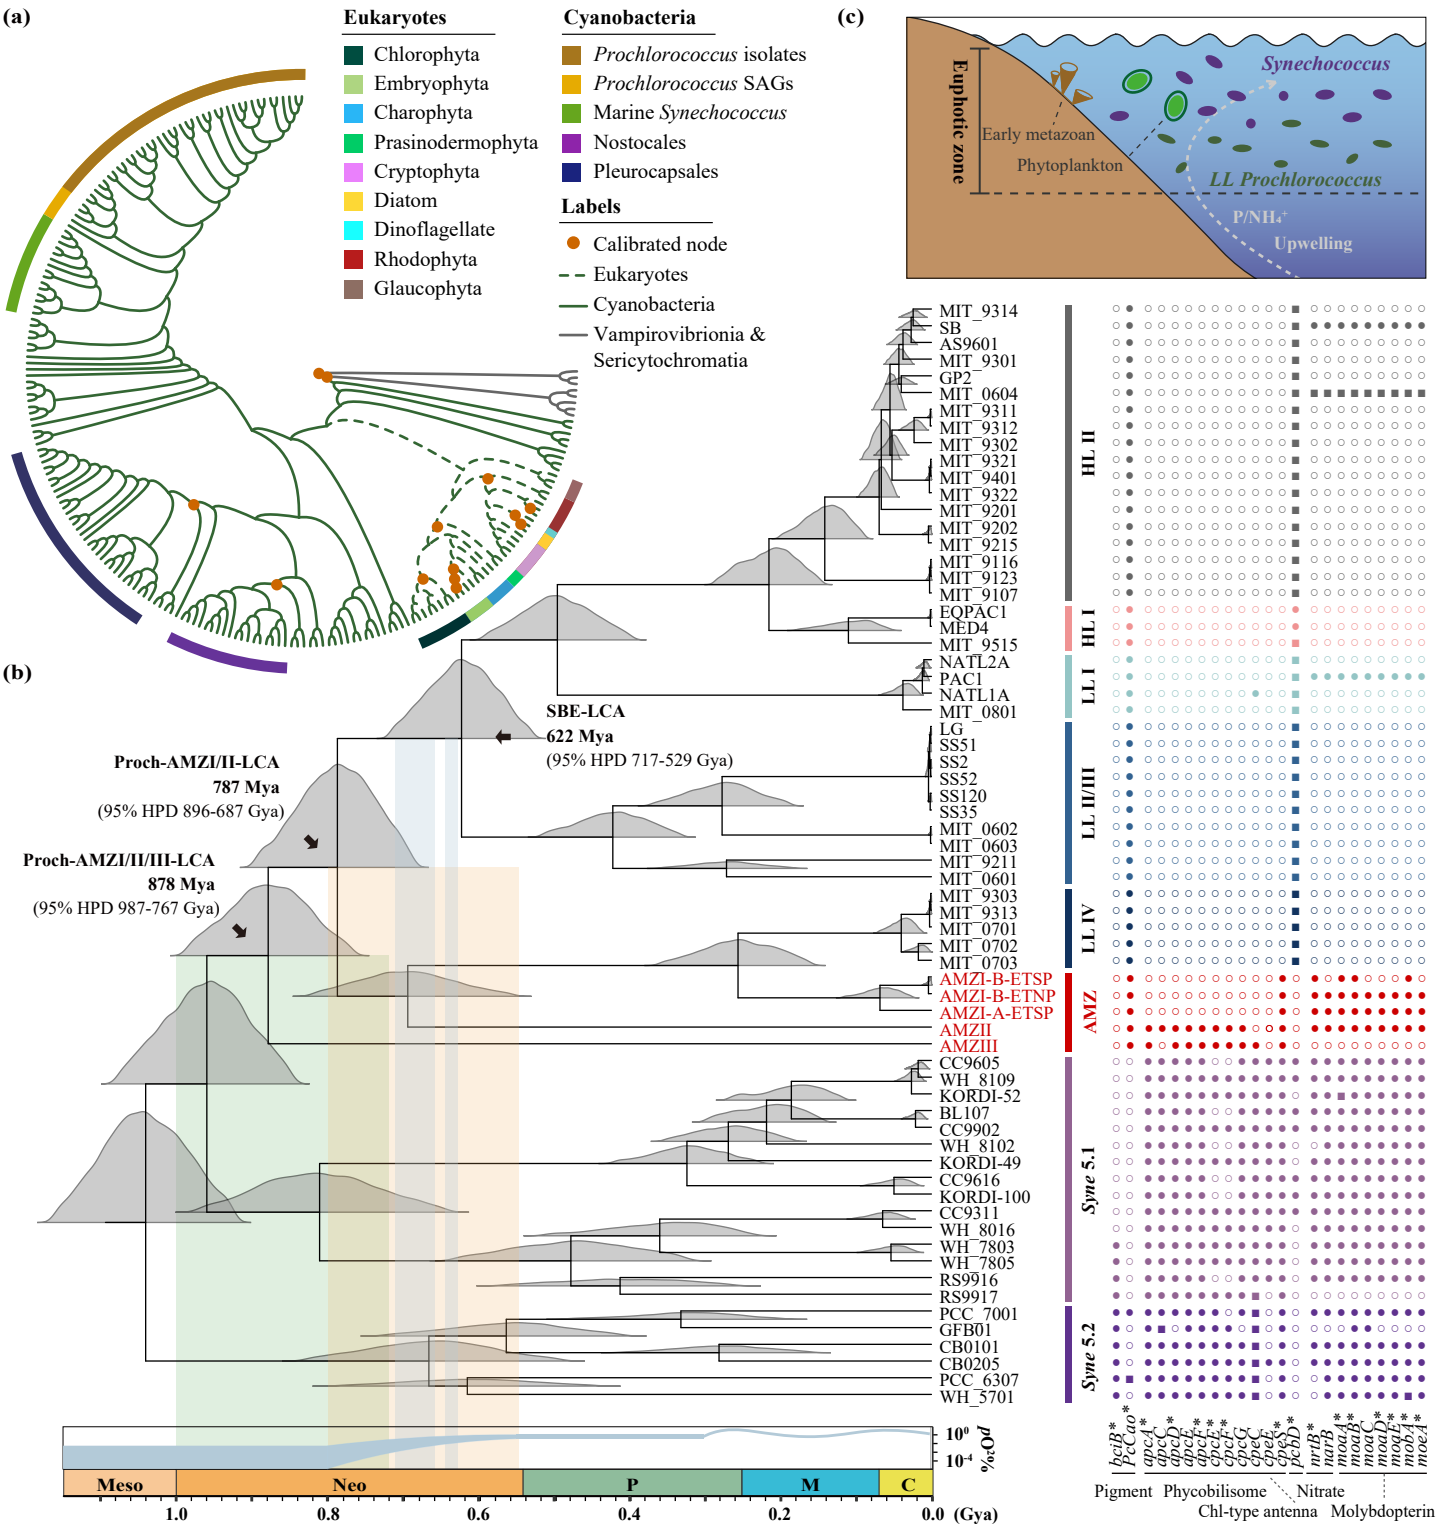 (a)
Eukaryotes
Chlorophyta
Embryophyta
Charophyta
Prasinodermophyta
Cryptophyta
Diatom
Dinoflagellate
Rhodophyta
Glaucophyta
Cyanobacteria
Prochlorococcus isolates
Prochlorococcus SAGs
Marine Synechococcus
Nostocales
Pleurocapsales
Labels
Calibrated node
Eukaryotes
Cyanobacteria
Vampirovibrionia &
Sericytochromatia
(c)
Euphotic zone
Synechococcus
Early metazoan
Phytoplankton
LL Prochlorococcus
P/NH₄⁺
Upwelling
(b)
SBE-LCA
622 Mya
(95% HPD 717-529 Gya)
Proch-AMZI/II-LCA
787 Mya
(95% HPD 896-687 Gya)
Proch-AMZI/II/III-LCA
878 Mya
(95% HPD 987-767 Gya)
MIT_9314
SB
AS9601
MIT_9301
GP2
MIT_0604
MIT_9311
MIT_9312
MIT_9302
MIT_9321
MIT_9401
MIT_9322
MIT_9201
MIT_9202
MIT_9215
MIT_9116
MIT_9123
MIT_9107
EQPAC1
MED4
MIT_9515
NATL2A
PAC1
NATL1A
MIT_0801
LG
SS51
SS2
SS52
SS120
SS35
MIT_0602
MIT_0603
MIT_9211
MIT_0601
MIT_9303
MIT_9313
MIT_0701
MIT_0702
MIT_0703
AMZI-B-ETSP
AMZI-B-ETNP
AMZI-A-ETSP
AMZII
AMZIII
CC9605
WH_8109
KORDI-52
BL107
CC9902
WH_8102
KORDI-49
CC9616
KORDI-100
CC9311
WH_8016
WH_7803
WH_7805
RS9916
RS9917
PCC_7001
GFB01
CB0101
CB0205
PCC_6307
WH_5701
HL II
HL I
LL I
LL II/III
LL IV
AMZ
Syne 5.1
Syne 5.2
bciB*
PcCao*
apcA*
apcC
apcD*
apcE
apcF*
cpcE*
cpcF*
cpcG
cpeC
cpeE
cpeS*
pcbD*
nrtB*
narB
moaA*
moaB*
moaC
moaD*
moaE*
mobA*
moeA*
Pigment
Phycobilisome
Nitrate
Chl-type antenna
Molybdopterin
10⁰
10⁻⁴
pO²%
Meso
Neo
P
M
C
1.0
0.8
0.6
0.4
0.2
0.0
(Gya)